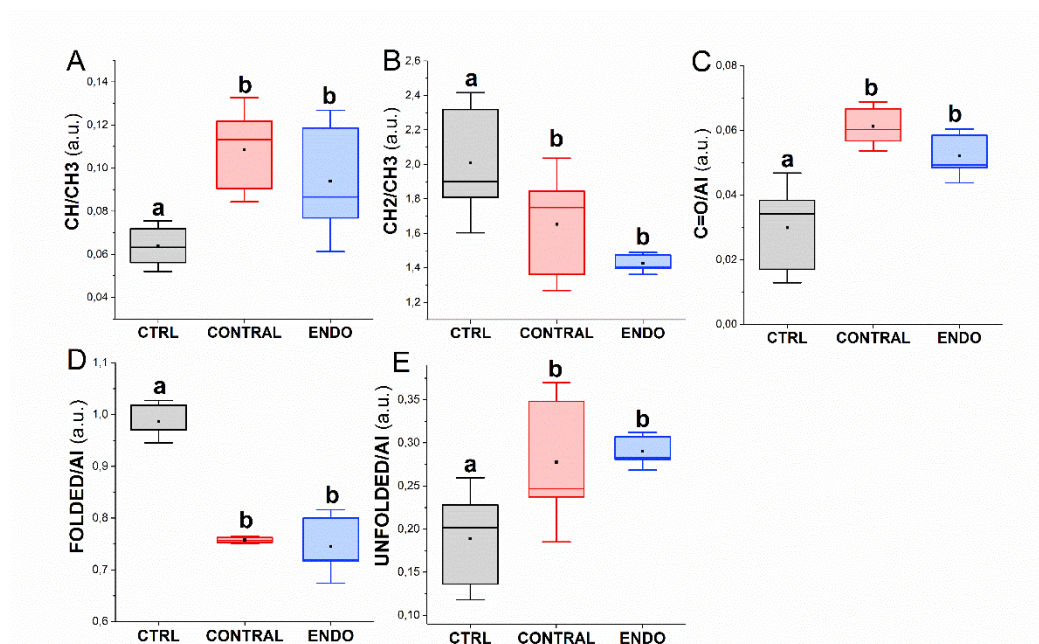 A
CH/CH3 (a.u.)
0,14
0,12
0,10
0,08
0,06
0,04
a
b
b
CTRL
CONTRAL
ENDO
B
CH2/CH3 (a.u.)
2,6
2,4
2,2
2,0
1,8
1,6
1,4
1,2
a
b
b
CTRL
CONTRAL
ENDO
C
C=O/AI (a.u.)
0,08
0,06
0,04
0,02
0,00
a
b
b
CTRL
CONTRAL
ENDO
D
FOLDED/AI (a.u.)
1,1
1,0
0,9
0,8
0,7
0,6
a
b
b
CTRL
CONTRAL
ENDO
E
UNFOLDED/AI (a.u.)
0,35
0,30
0,25
0,20
0,15
0,10
a
b
b
CTRL
CONTRAL
ENDO